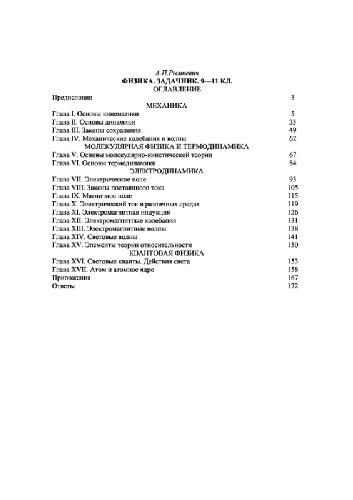 А.П.Рымкевич
ФИЗИКА. ЗАДАЧНИК. 9—11 КЛ.
ОГЛАВЛЕНИЕ
Предисловие 3
МЕХАНИКА
Глава I. Основы кинематики 5
Глава II. Основы динамики 23
Глава III. Законы сохранения 49
Глава IV. Механические колебания и волны 62
МОЛЕКУЛЯРНАЯ ФИЗИКА И ТЕРМОДИНАМИКА
Глава V. Основы молекулярно-кинетической теории 67
Глава VI. Основы термодинамики 84
ЭЛЕКТРОДИНАМИКА
Глава VII. Электрическое поле 93
Глава VIII. Законы постоянного тока 105
Глава IX. Магнитное поле 115
Глава X. Электрический ток в различных средах 119
Глава XI. Электромагнитная индукция 126
Глава XII. Электромагнитные колебания 131
Глава XIII. Электромагнитные волны 138
Глава XIV. Световые волны 141
Глава XV. Элементы теории относительности 150
КВАНТОВАЯ ФИЗИКА
Глава XVI. Световые кванты. Действия света 153
Глава XVII. Атом и атомное ядро 158
Приложения 167
Ответы 172